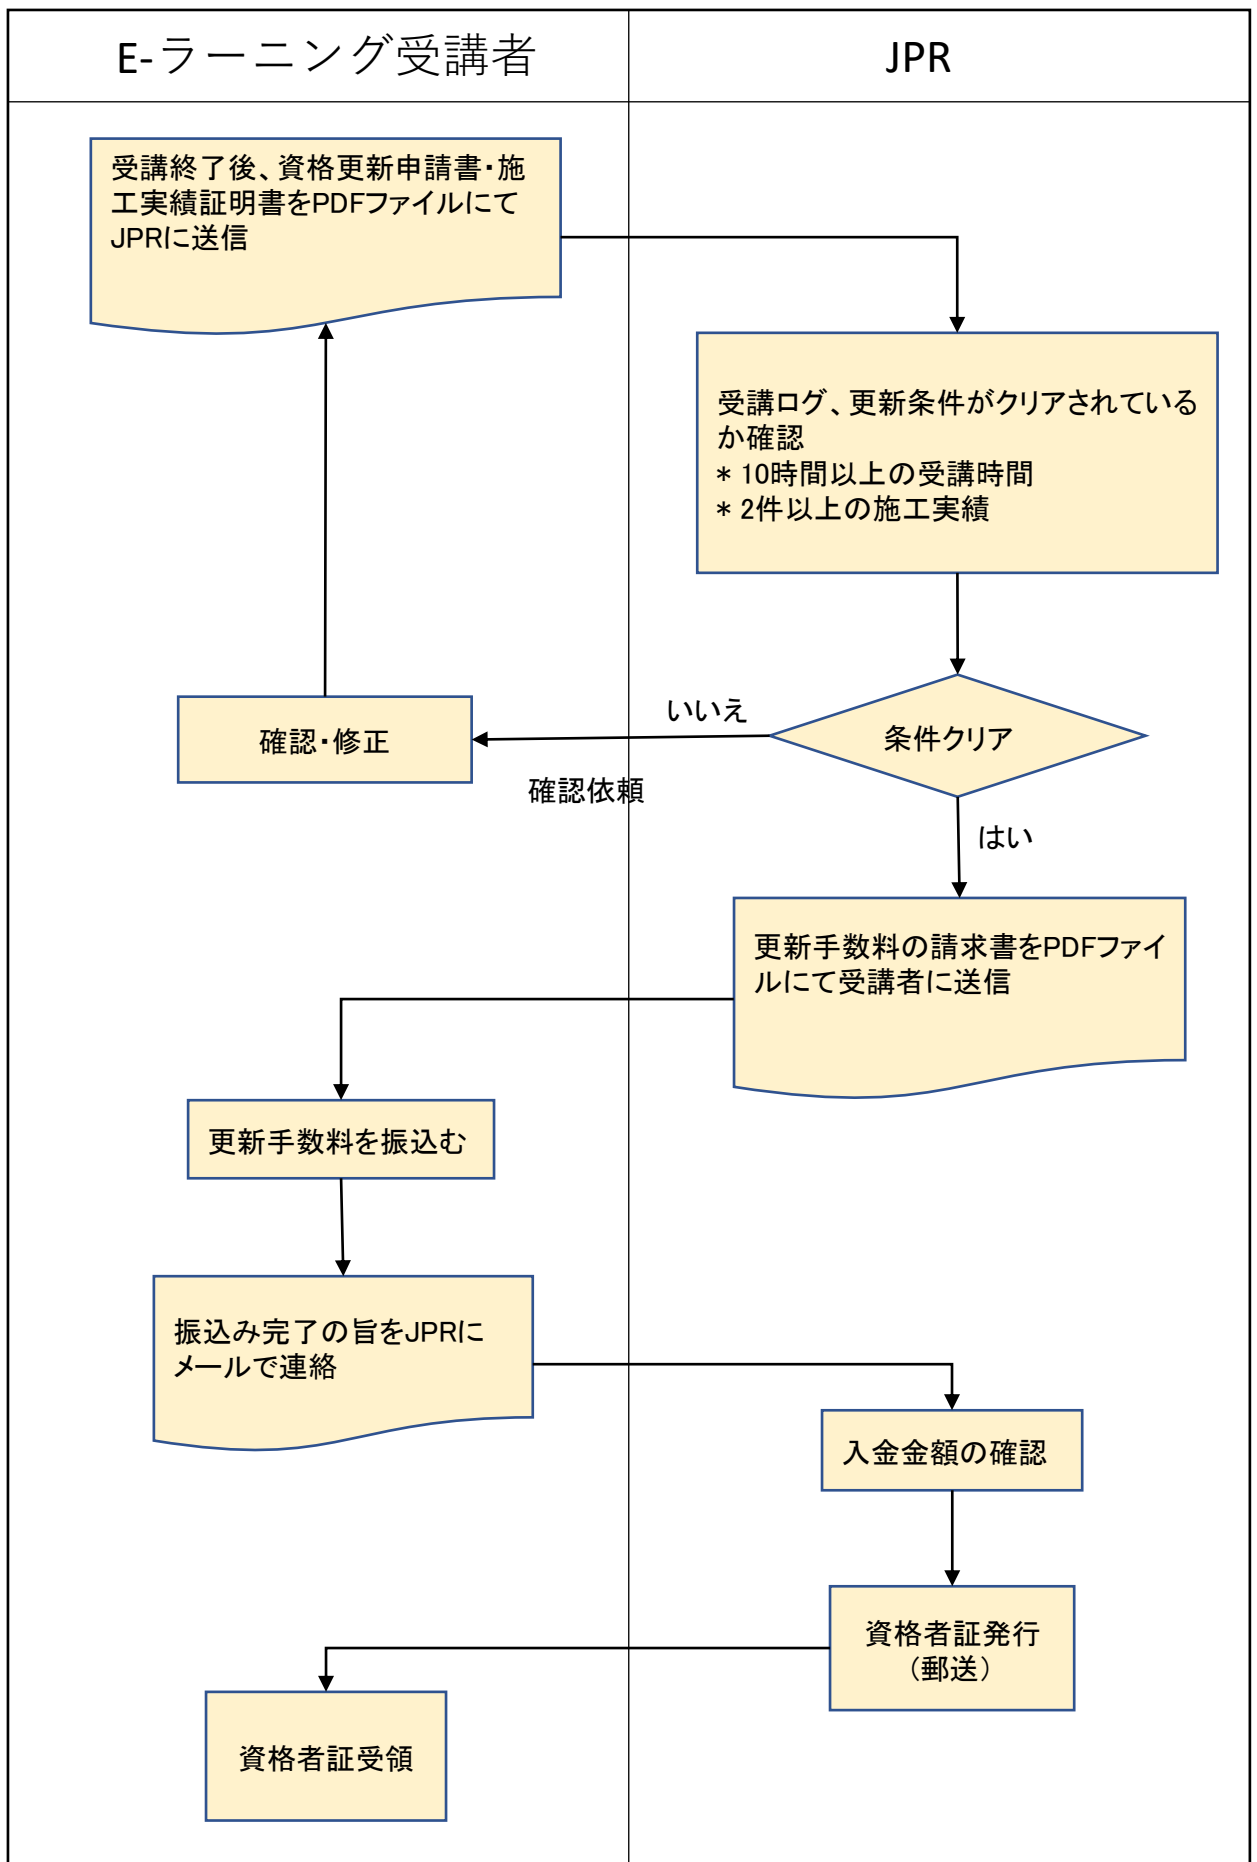 E-ラーニング受講者
JPR
受講終了後、資格更新申請書・施
工実績証明書をPDFファイルにて
JPRに送信
受講ログ、更新条件がクリアされている
か確認
* 10時間以上の受講時間
* 2件以上の施工実績
条件クリア
いいえ
確認依頼
確認・修正
はい
更新手数料の請求書をPDFファイ
ルにて受講者に送信
更新手数料を振込む
振込み完了の旨をJPRに
メールで連絡
入金金額の確認
資格者証発行
（郵送）
資格者証受領